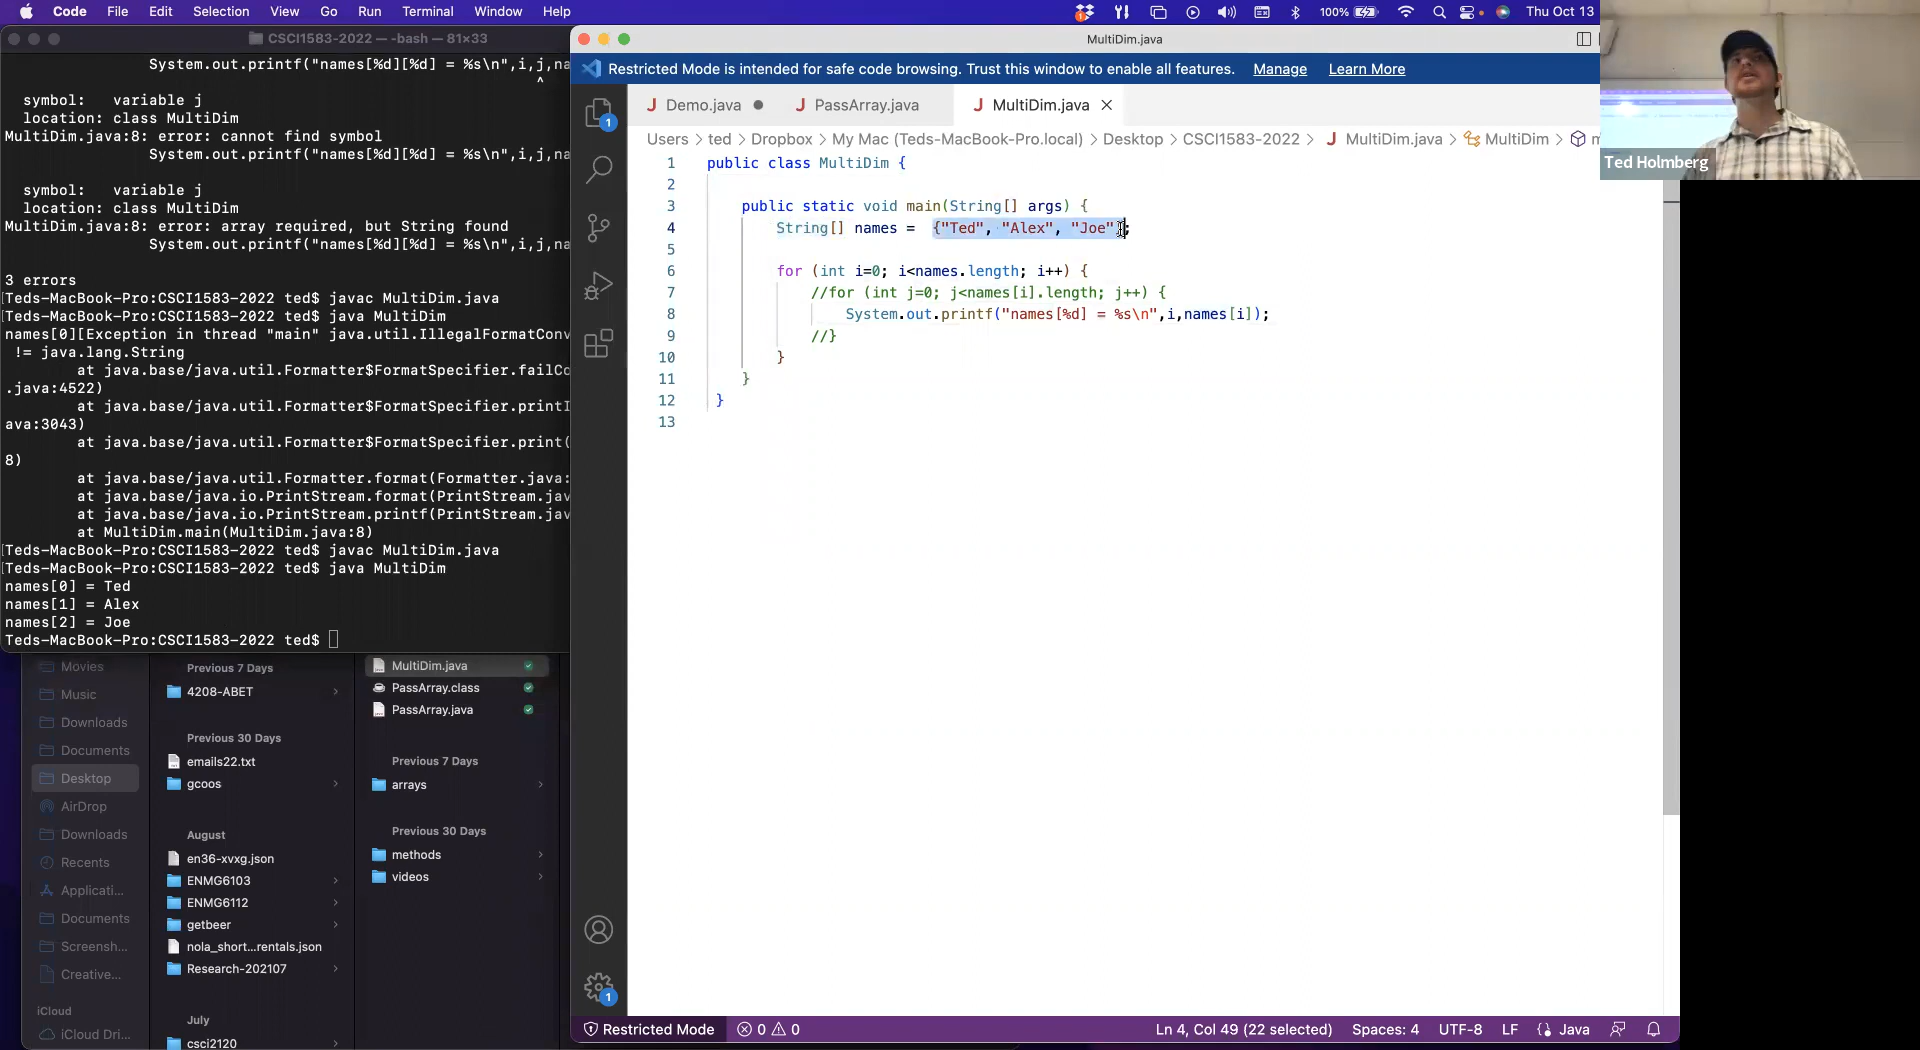 Code File Edit Selection View Go Run Terminal Window Help 100% Thu Oct 13
CSCI1583-2022 — -bash — 81×33
System.out.printf("names[%d][%d] = %s\n",i,j,na
^
symbol: variable j
location: class MultiDim
MultiDim.java:8: error: cannot find symbol
System.out.printf("names[%d][%d] = %s\n",i,j,na
symbol: variable j
location: class MultiDim
MultiDim.java:8: error: array required, but String found
System.out.printf("names[%d][%d] = %s\n",i,j,na
3 errors
[Teds-MacBook-Pro:CSCI1583-2022 ted$ javac MultiDim.java
[Teds-MacBook-Pro:CSCI1583-2022 ted$ java MultiDim
names[0][Exception in thread "main" java.util.IllegalFormatConv
!= java.lang.String
at java.base/java.util.Formatter$FormatSpecifier.failCo
.java:4522)
at java.base/java.util.Formatter$FormatSpecifier.printI
ava:3043)
at java.base/java.util.Formatter$FormatSpecifier.print(
8)
at java.base/java.util.Formatter.format(Formatter.java:
at java.base/java.io.PrintStream.format(PrintStream.jav
at java.base/java.io.PrintStream.printf(PrintStream.jav
at MultiDim.main(MultiDim.java:8)
[Teds-MacBook-Pro:CSCI1583-2022 ted$ javac MultiDim.java
[Teds-MacBook-Pro:CSCI1583-2022 ted$ java MultiDim
names[0] = Ted
names[1] = Alex
names[2] = Joe
Teds-MacBook-Pro:CSCI1583-2022 ted$
Movies
Music
Downloads
Documents
Desktop
AirDrop
Downloads
Recents
Applicati...
Documents
Screensh...
Creative...
iCloud
iCloud Dri...
Previous 7 Days
4208-ABET
Previous 30 Days
emails22.txt
gcoos
August
en36-xvxg.json
ENMG6103
ENMG6112
getbeer
nola_short...rentals.json
Research-202107
July
csci2120
MultiDim.java
PassArray.class
PassArray.java
Previous 7 Days
arrays
Previous 30 Days
methods
videos
MultiDim.java
Restricted Mode is intended for safe code browsing. Trust this window to enable all features. Manage Learn More
J Demo.java J PassArray.java J MultiDim.java
Users > ted > Dropbox > My Mac (Teds-MacBook-Pro.local) > Desktop > CSCI1583-2022 > J MultiDim.java > MultiDim >
1 public class MultiDim {
2
3 public static void main(String[] args) {
4 String[] names = {"Ted", "Alex", "Joe"};
5
6 for (int i=0; i<names.length; i++) {
7 //for (int j=0; j<names[i].length; j++) {
8 System.out.printf("names[%d] = %s\n",i,names[i]);
9 //}
10 }
11 }
12 }
13
1
1
Restricted Mode 0 0 Ln 4, Col 49 (22 selected) Spaces: 4 UTF-8 LF Java
Ted Holmberg